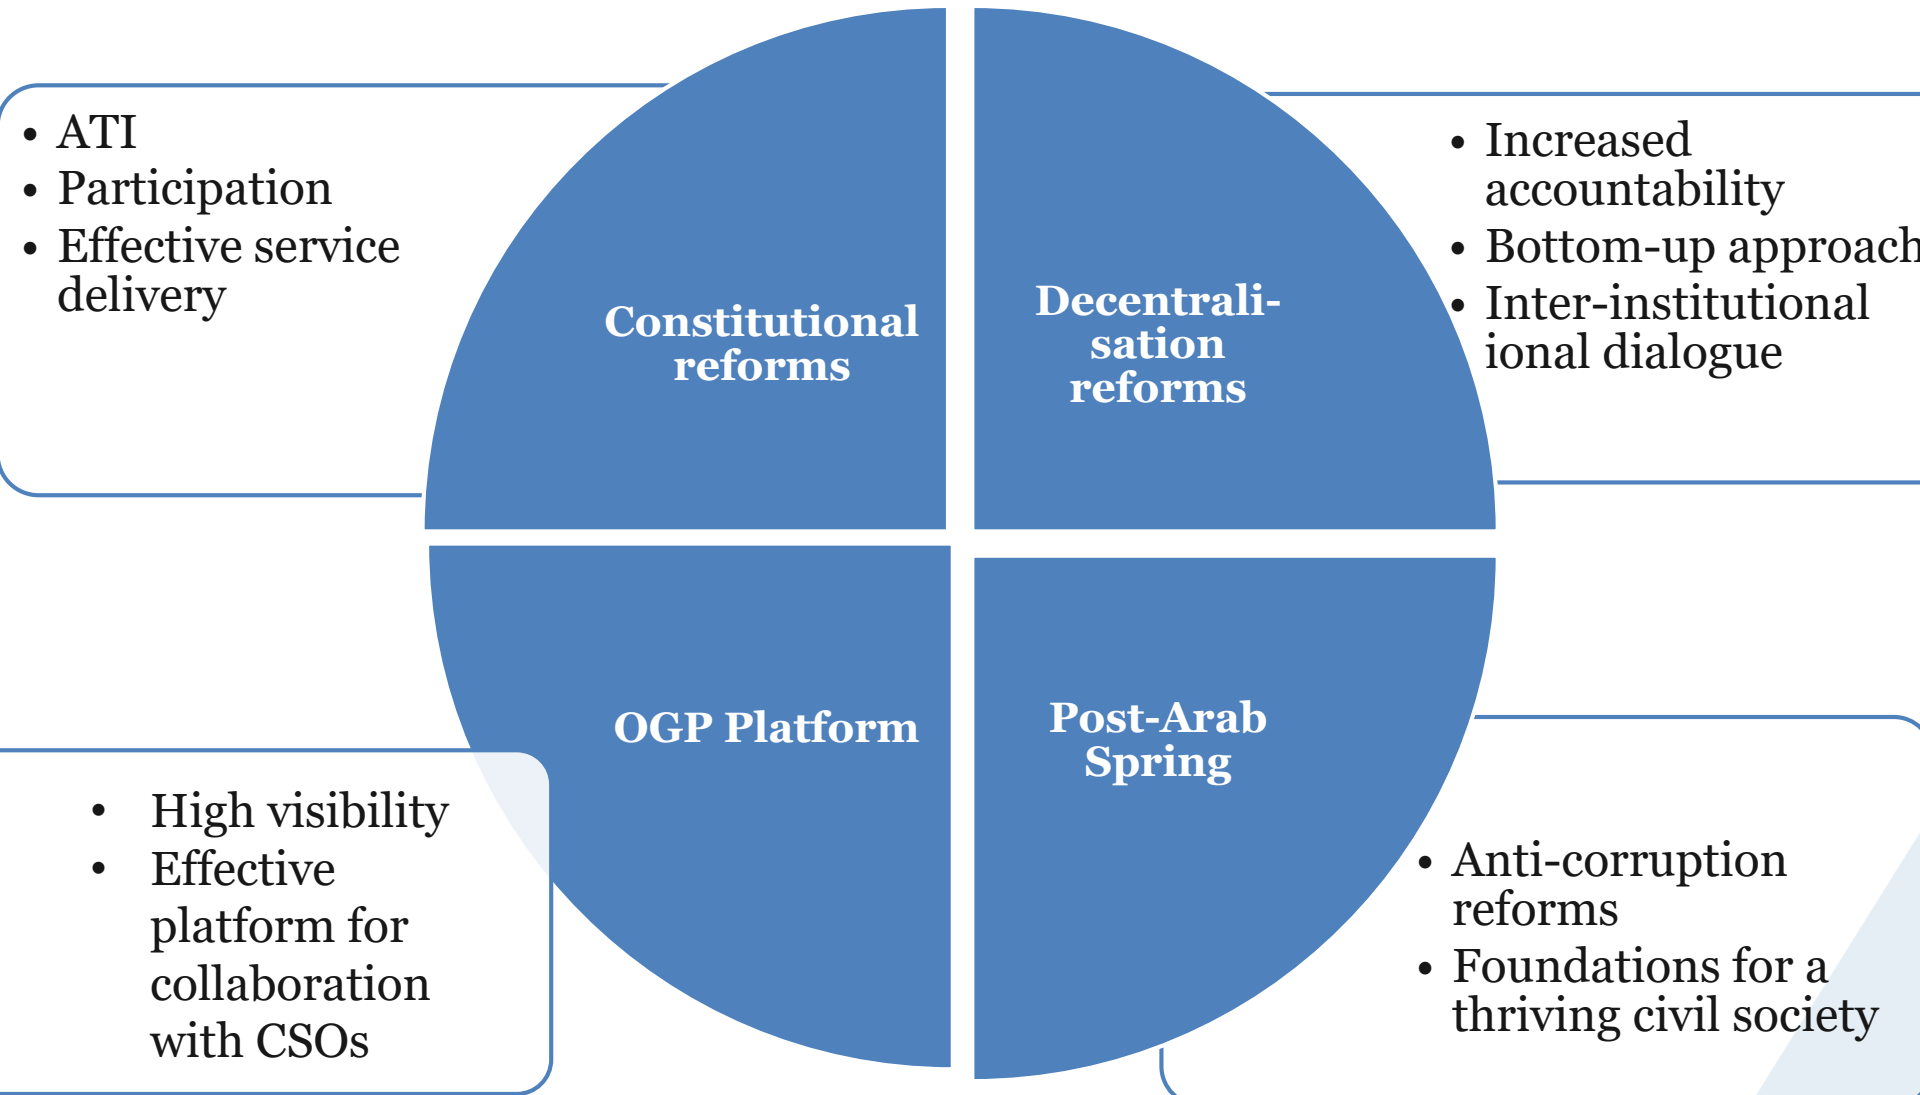 • ATI
• Participation
• Effective service
delivery
Constitutional
reforms
Decentrali-
sation
reforms
• Increased
accountability
• Bottom-up approach
• Inter-institutional
ional dialogue
OGP Platform
• High visibility
• Effective
platform for
collaboration
with CSOs
Post-Arab
Spring
• Anti-corruption
reforms
• Foundations for a
thriving civil society